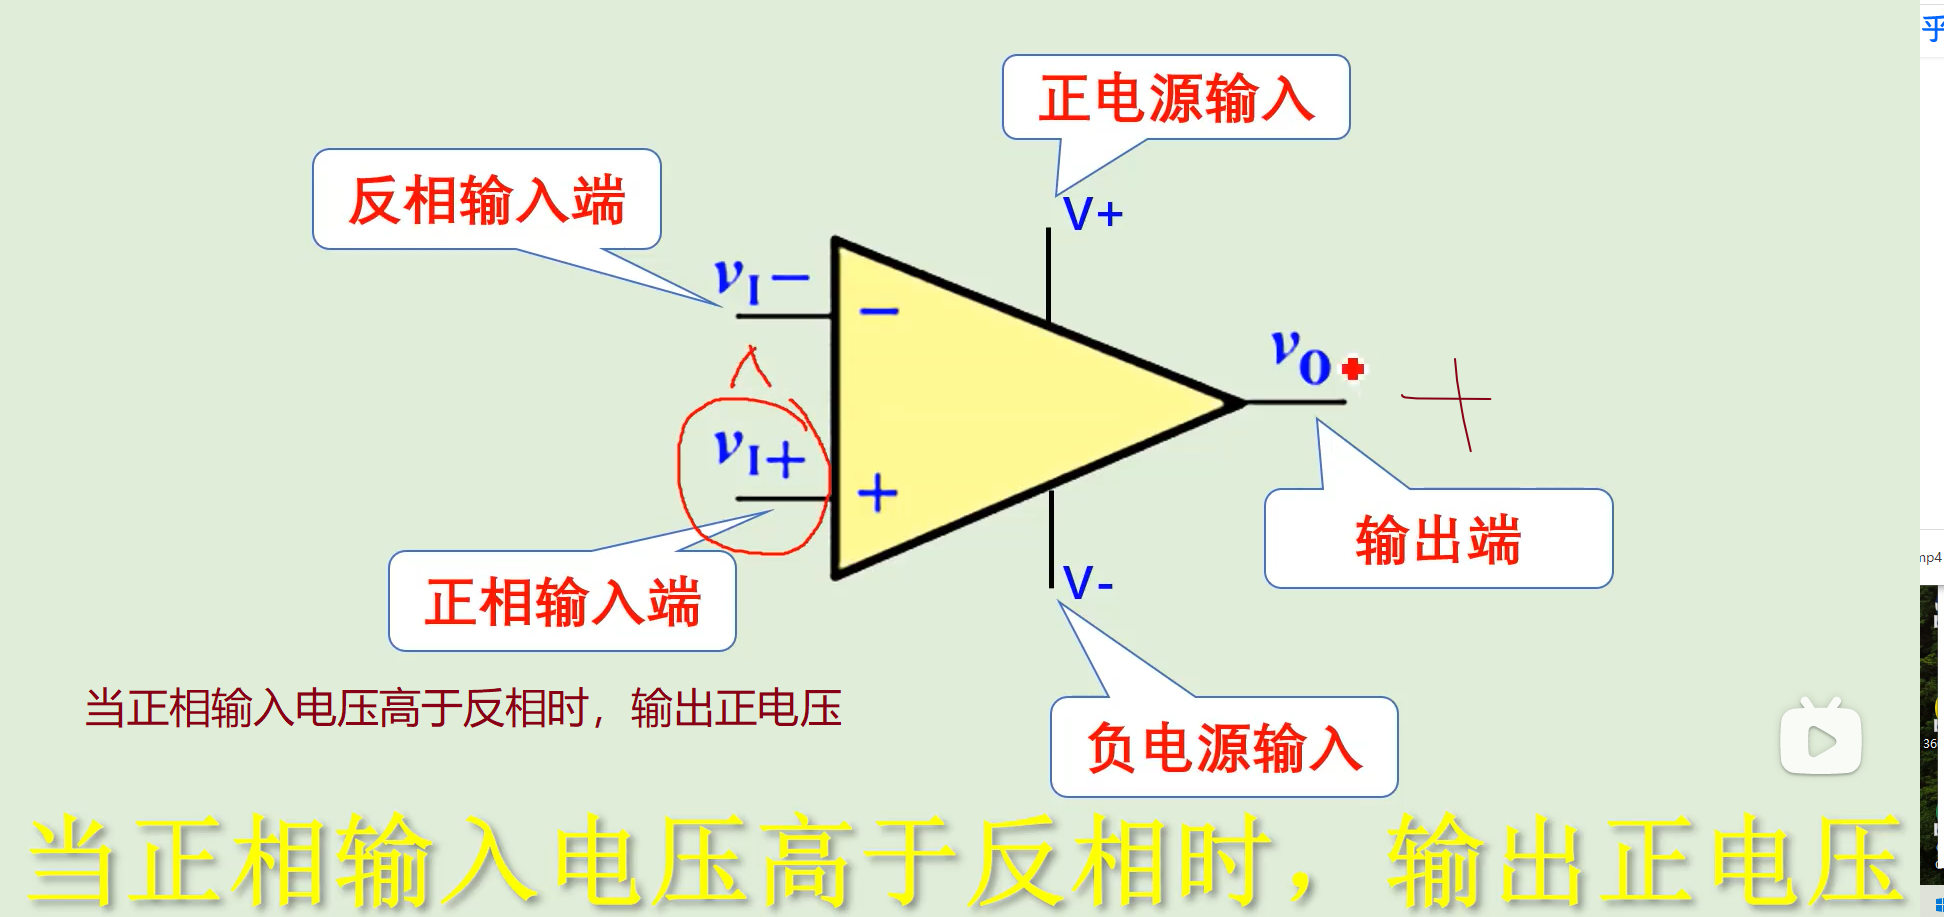 乎
正电源输入
反相输入端
V+
vI−
−
vO
vI+
+
mp4
输出端
V-
正相输入端
当正相输入电压高于反相时，输出正电压
负电源输入
36
当正相输入电压高于反相时，输出正电压